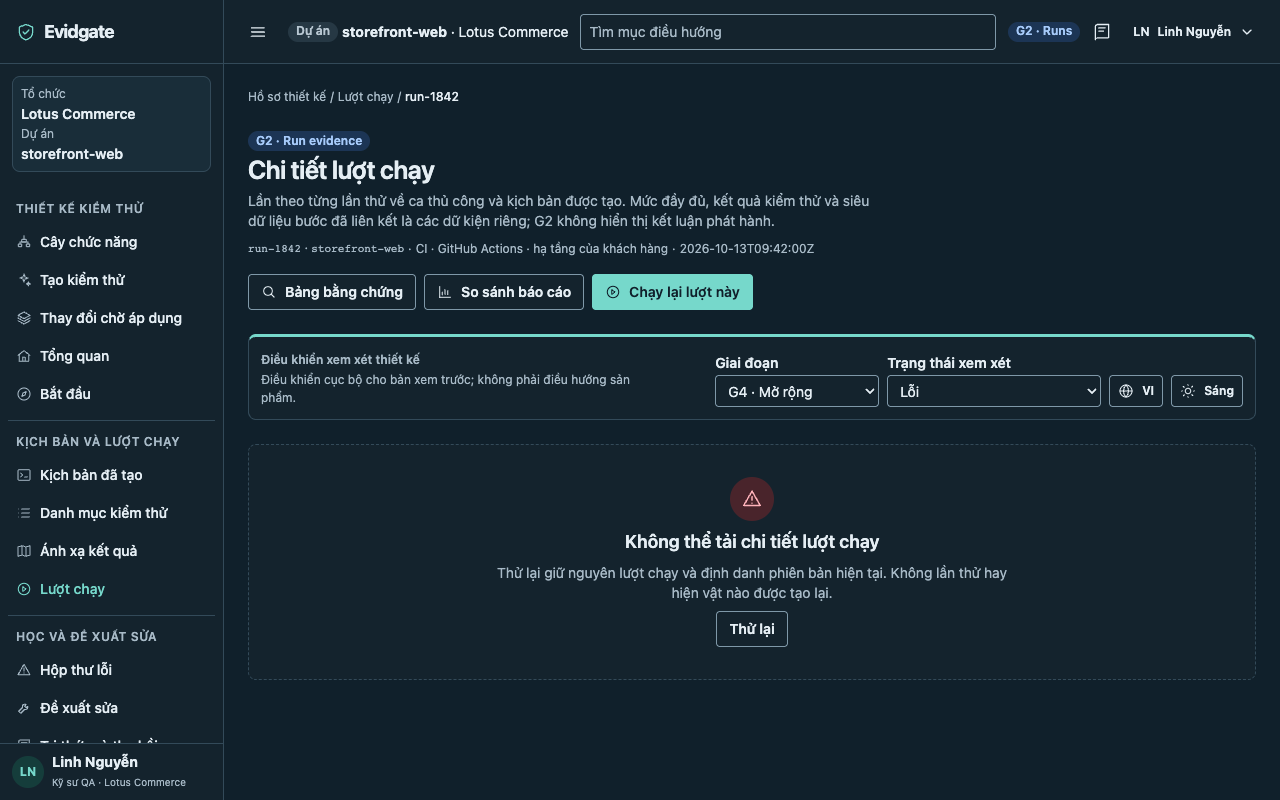 Evidgate
Dự án storefront-web · Lotus Commerce
Tìm mục điều hướng
G2 · Runs
LN Linh Nguyễn
Tổ chức
Lotus Commerce
Dự án
storefront-web
THIẾT KẾ KIỂM THỬ
Cây chức năng
Tạo kiểm thử
Thay đổi chờ áp dụng
Tổng quan
Bắt đầu
KỊCH BẢN VÀ LƯỢT CHẠY
Kịch bản đã tạo
Danh mục kiểm thử
Ánh xạ kết quả
Lượt chạy
HỌC VÀ ĐỀ XUẤT SỬA
Hộp thư lỗi
Đề xuất sửa
LN
Linh Nguyễn
Kỹ sư QA · Lotus Commerce
Hồ sơ thiết kế / Lượt chạy / run-1842
G2 · Run evidence
Chi tiết lượt chạy
Lần theo từng lần thử về ca thủ công và kịch bản được tạo. Mức đầy đủ, kết quả kiểm thử và siêu
dữ liệu bước đã liên kết là các dữ kiện riêng; G2 không hiển thị kết luận phát hành.
run-1842 · storefront-web · CI · GitHub Actions · hạ tầng của khách hàng · 2026-10-13T09:42:00Z
Bảng bằng chứng
So sánh báo cáo
Chạy lại lượt này
Điều khiển xem xét thiết kế
Điều khiển cục bộ cho bản xem trước; không phải điều hướng sản
phẩm.
Giai đoạn
G4 · Mở rộng
Trạng thái xem xét
Lỗi
VI
Sáng
Không thể tải chi tiết lượt chạy
Thử lại giữ nguyên lượt chạy và định danh phiên bản hiện tại. Không lần thử hay
hiện vật nào được tạo lại.
Thử lại